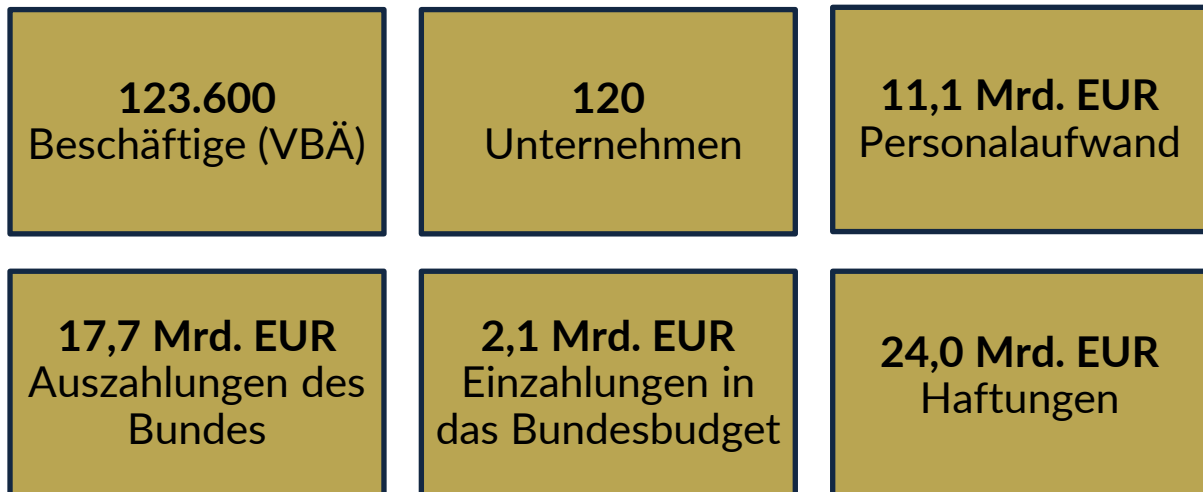 123.600
Beschäftige (VBÄ)
120
Unternehmen
11,1 Mrd. EUR
Personalaufwand
17,7 Mrd. EUR
Auszahlungen des
Bundes
2,1 Mrd. EUR
Einzahlungen in
das Bundesbudget
24,0 Mrd. EUR
Haftungen